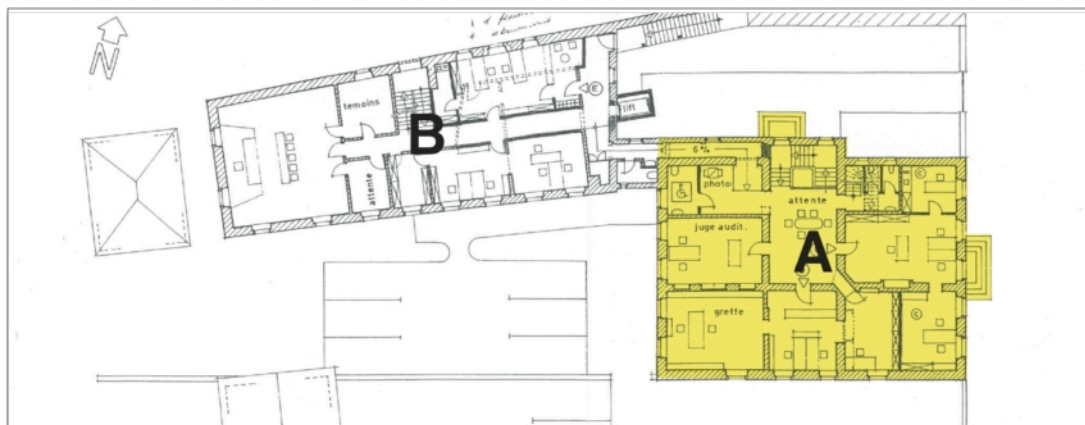 N
temoins
B
E
lift
attente
6%
photo
attente
juge audit.
A
greffe
E
E